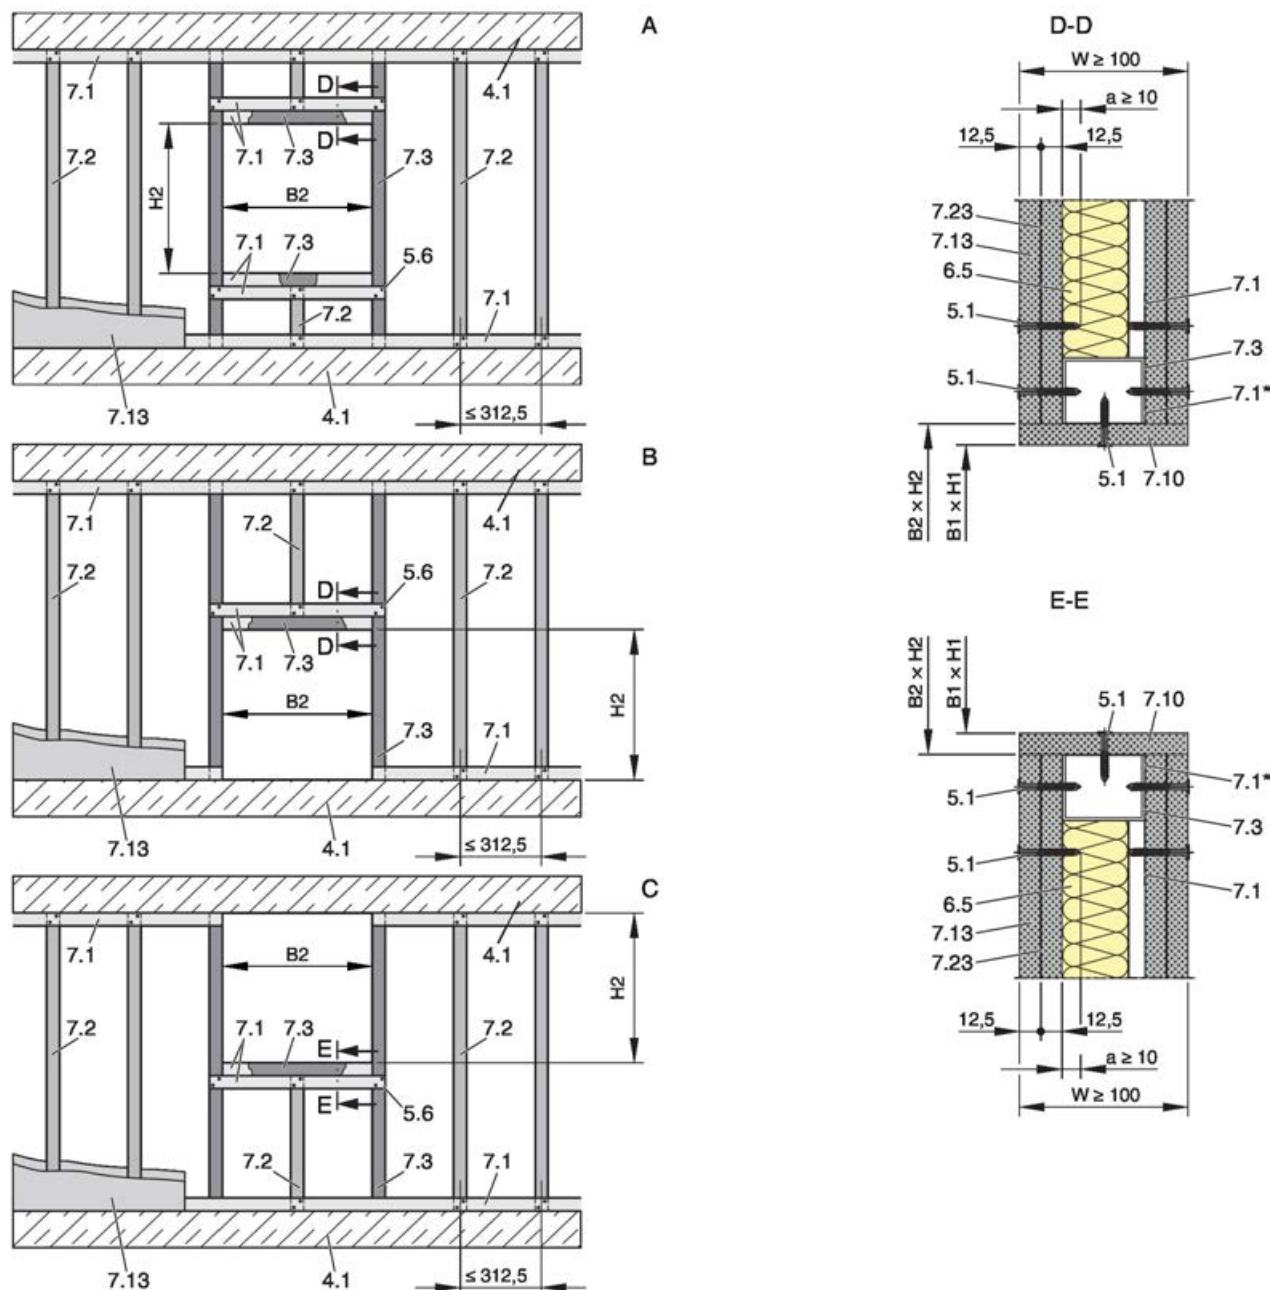 A
7.1
D
4.1
7.2
7.1
7.3
D
7.3
7.2
H2
B2
7.1
7.3
5.6
7.2
7.1
7.13
4.1
≤ 312,5
B
7.1
7.2
4.1
7.2
D
5.6
7.2
7.1
7.3
D
B2
H2
7.3
7.1
7.13
4.1
≤ 312,5
C
7.1
B2
4.1
H2
7.2
7.1
7.3
E
7.2
E
5.6
7.2
7.3
7.1
7.13
4.1
≤ 312,5
D-D
W ≥ 100
a ≥ 10
12,5
12,5
7.23
7.13
6.5
7.1
5.1
7.3
5.1
7.1*
5.1
7.10
B2 × H2
B1 × H1
E-E
B2 × H2
B1 × H1
5.1
7.10
7.1*
5.1
7.3
5.1
7.1
6.5
7.13
7.23
12,5
12,5
a ≥ 10
W ≥ 100